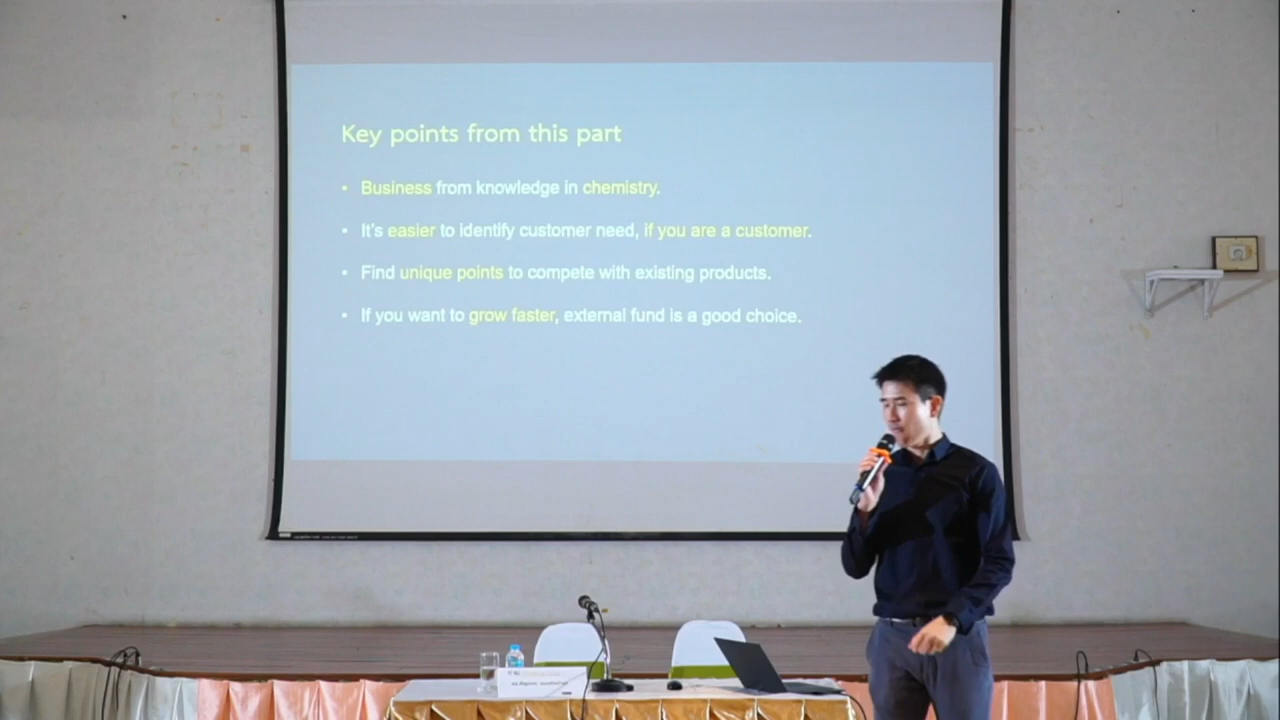 Key points from this part
• Business from knowledge in chemistry.
• It's easier to identify customer need, if you are a customer.
• Find unique points to compete with existing products.
• If you want to grow faster, external fund is a good choice.